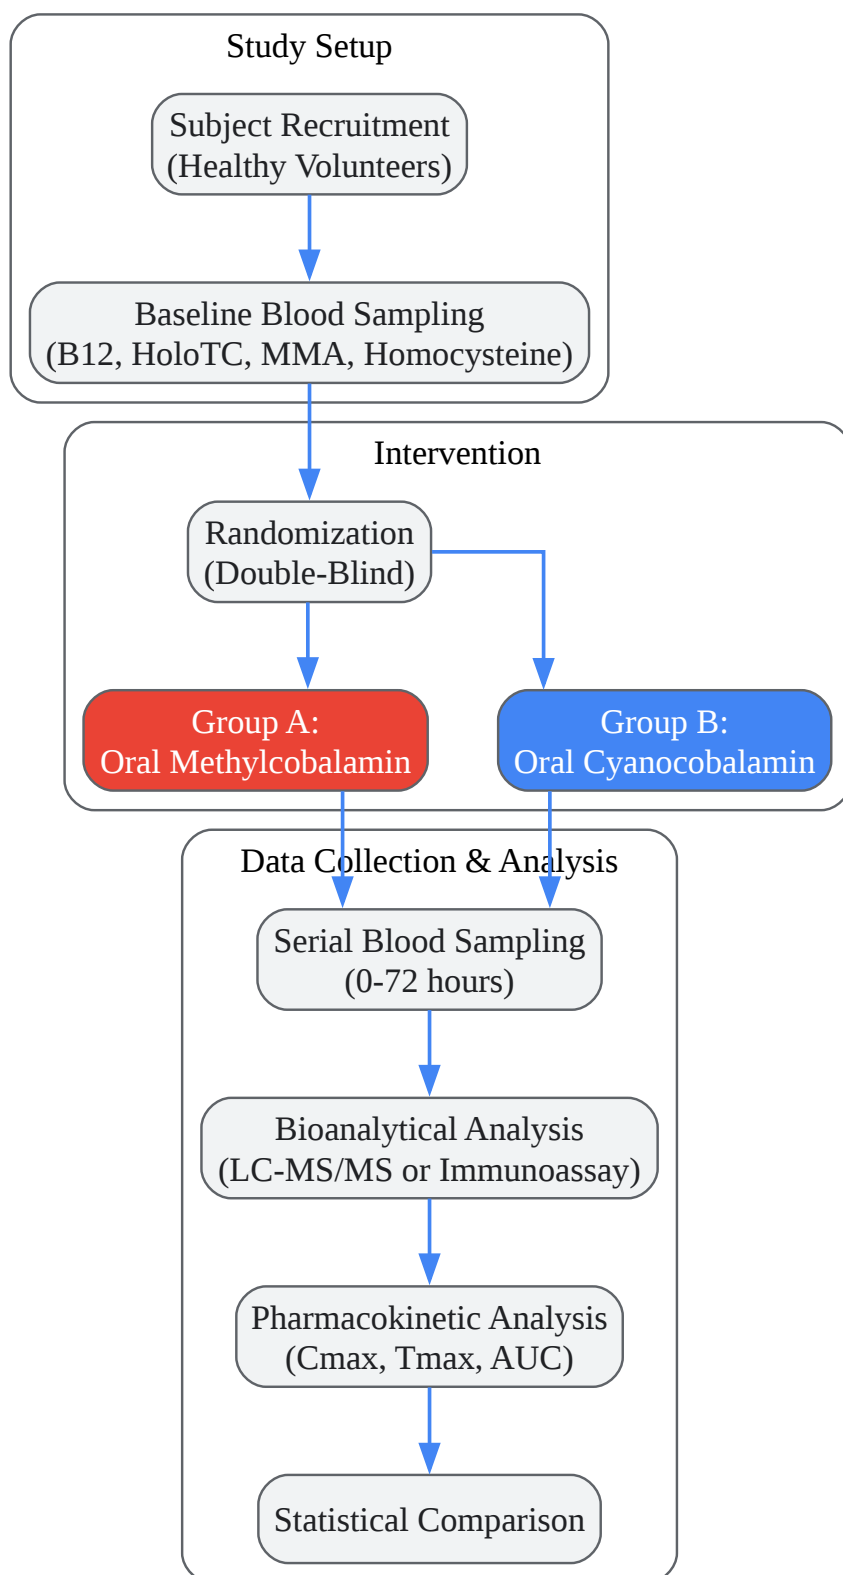 Study Setup
Subject Recruitment
(Healthy Volunteers)
Baseline Blood Sampling
(B12, HoloTC, MMA, Homocysteine)
Intervention
Randomization
(Double-Blind)
Group A:
Oral Methylcobalamin
Group B:
Oral Cyanocobalamin
Data Collection & Analysis
Serial Blood Sampling
(0-72 hours)
Bioanalytical Analysis
(LC-MS/MS or Immunoassay)
Pharmacokinetic Analysis
(Cmax, Tmax, AUC)
Statistical Comparison